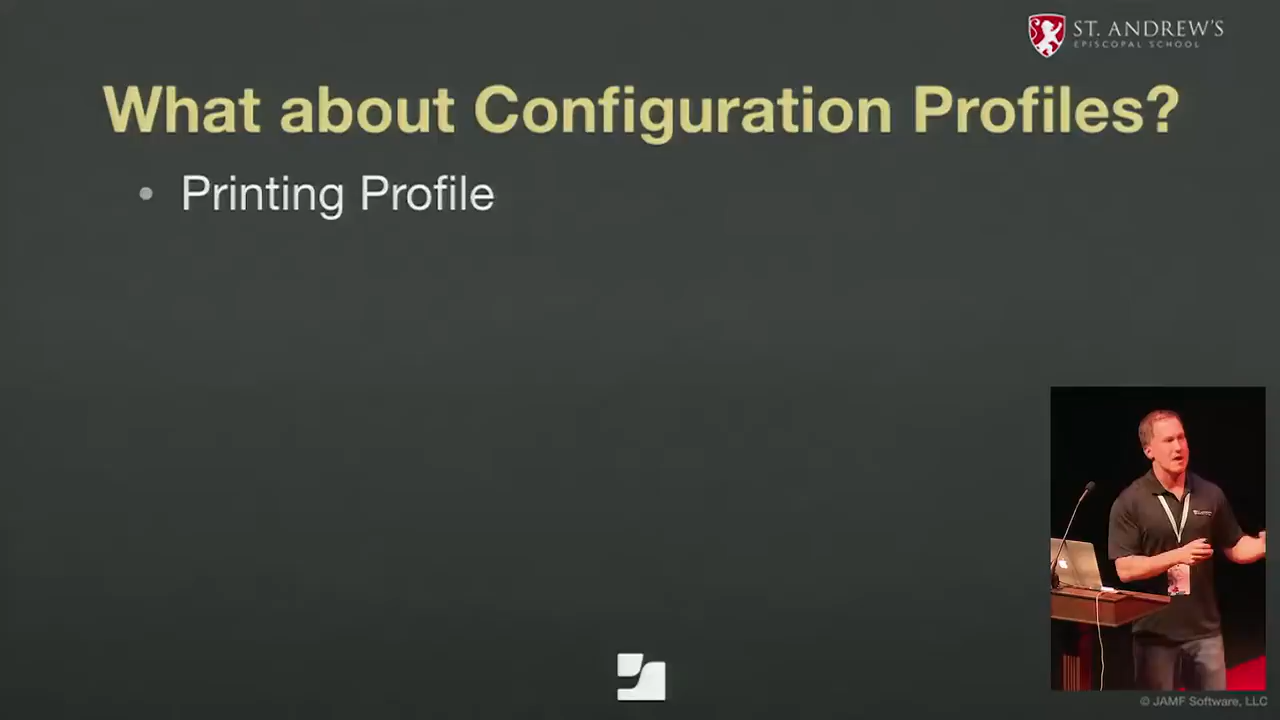 ST. ANDREW'S
EPISCOPAL SCHOOL
What about Configuration Profiles?
• Printing Profile
© JAMF Software, LLC